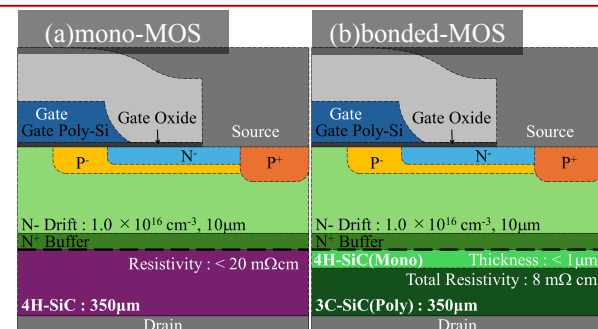 (a)mono-MOS
Gate
Gate Poly-Si
Gate Oxide
Source
P-
N-
P+
N- Drift : 1.0 × 10¹⁶ cm⁻³, 10μm
N⁺ Buffer
Resistivity : < 20 mΩcm
4H-SiC : 350μm
Drain
(b)bonded-MOS
Gate
Gate Poly-Si
Gate Oxide
Source
P-
N-
P+
N- Drift : 1.0 × 10¹⁶ cm⁻³, 10μm
N⁺ Buffer
4H-SiC(Mono)
Thickness : < 1μm
Total Resistivity : 8 mΩ cm
3C-SiC(Poly) : 350μm
Drain